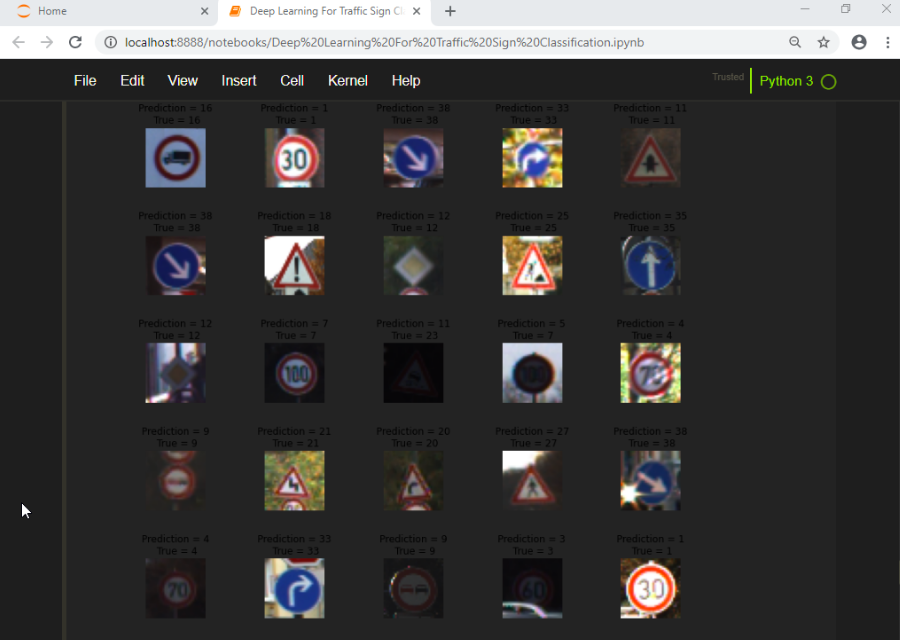 Home
Deep Learning For Traffic Sign Cl
localhost:8888/notebooks/Deep%20Learning%20For%20Traffic%20Sign%20Classification.ipynb
File Edit View Insert Cell Kernel Help Trusted Python 3
Prediction = 16 Prediction = 1 Prediction = 38 Prediction = 33 Prediction = 11
True = 16 True = 1 True = 38 True = 33 True = 11
30
Prediction = 38 Prediction = 18 Prediction = 12 Prediction = 25 Prediction = 35
True = 38 True = 18 True = 12 True = 25 True = 35
Prediction = 12 Prediction = 7 Prediction = 11 Prediction = 5 Prediction = 4
True = 12 True = 7 True = 23 True = 7 True = 4
100 70
Prediction = 9 Prediction = 21 Prediction = 20 Prediction = 27 Prediction = 38
True = 9 True = 21 True = 20 True = 27 True = 38
Prediction = 4 Prediction = 33 Prediction = 9 Prediction = 3 Prediction = 1
True = 4 True = 33 True = 9 True = 3 True = 1
70 60 30